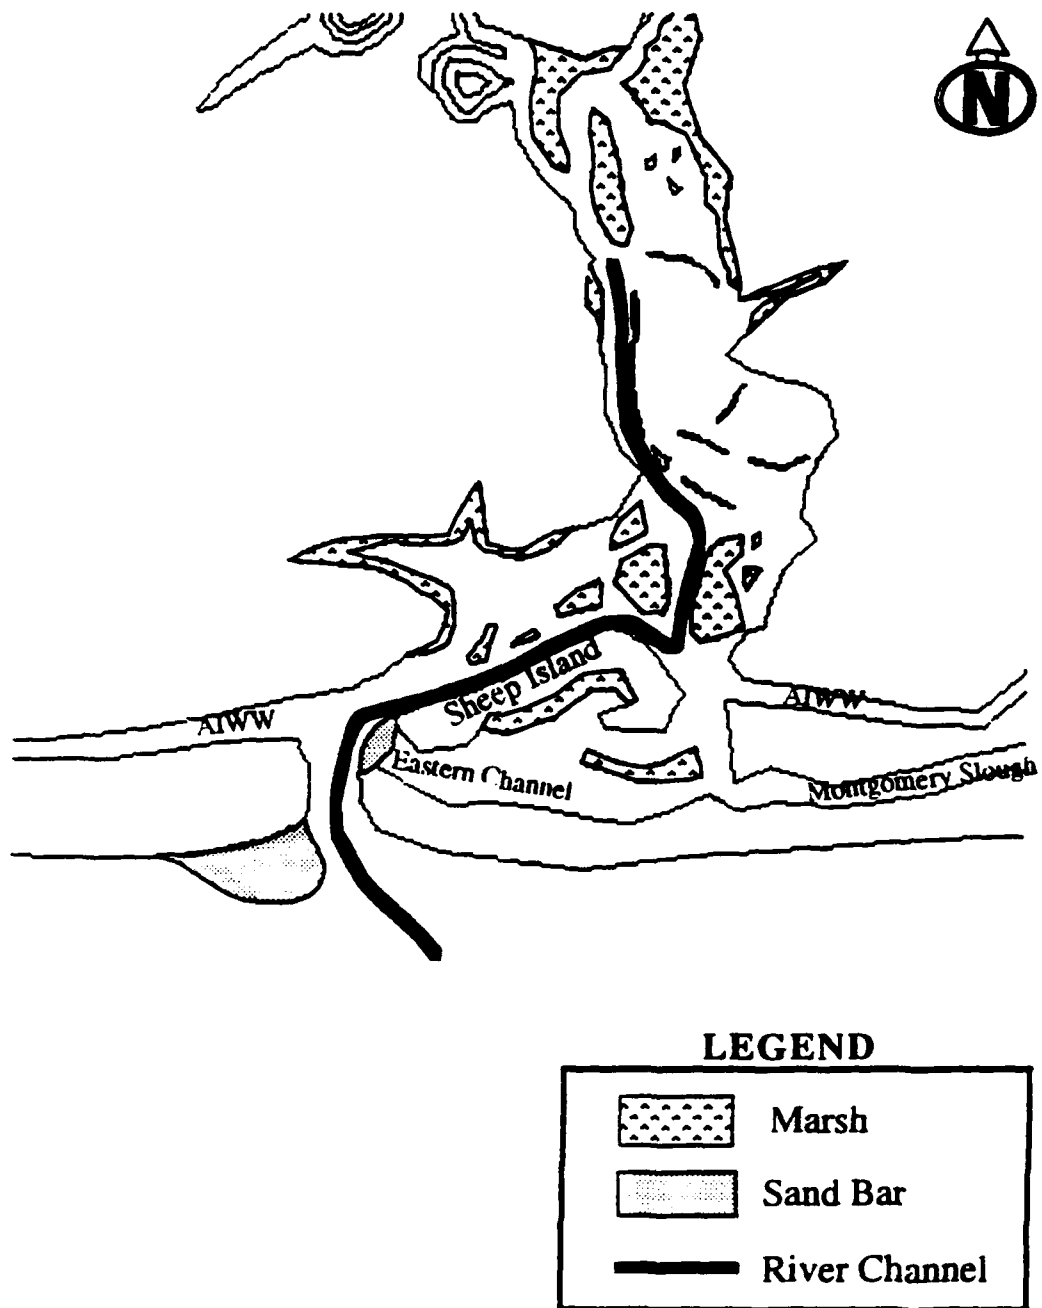 N
Sheep Island
AIWW
AIWW
Eastern Channel
Montgomery Slough
LEGEND
Marsh
Sand Bar
River Channel